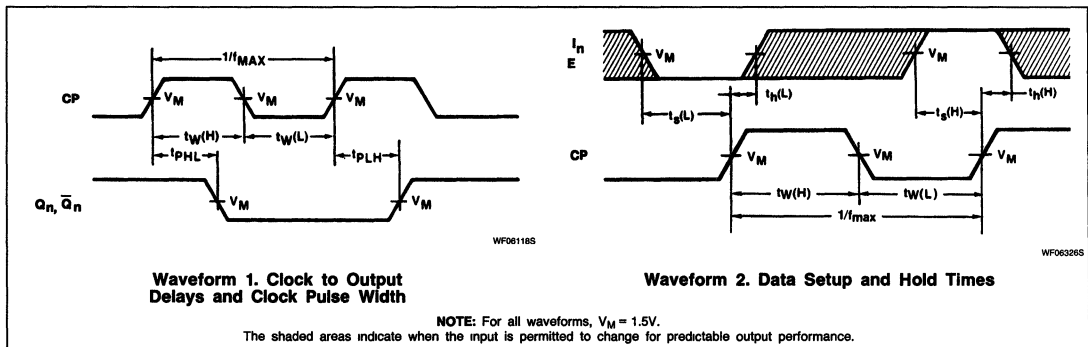 1/fMAX
CP
VM
VM
VM
tW(H)
tW(L)
tPHL
tPLH
Qn, Q̅n
VM
VM
WF06118S
Waveform 1. Clock to Output
Delays and Clock Pulse Width
In
E
VM
VM
th(L)
th(H)
ts(L)
ts(H)
CP
VM
VM
VM
tW(H)
tW(L)
1/fmax
WF06326S
Waveform 2. Data Setup and Hold Times
NOTE: For all waveforms, VM = 1.5V.
The shaded areas indicate when the input is permitted to change for predictable output performance.